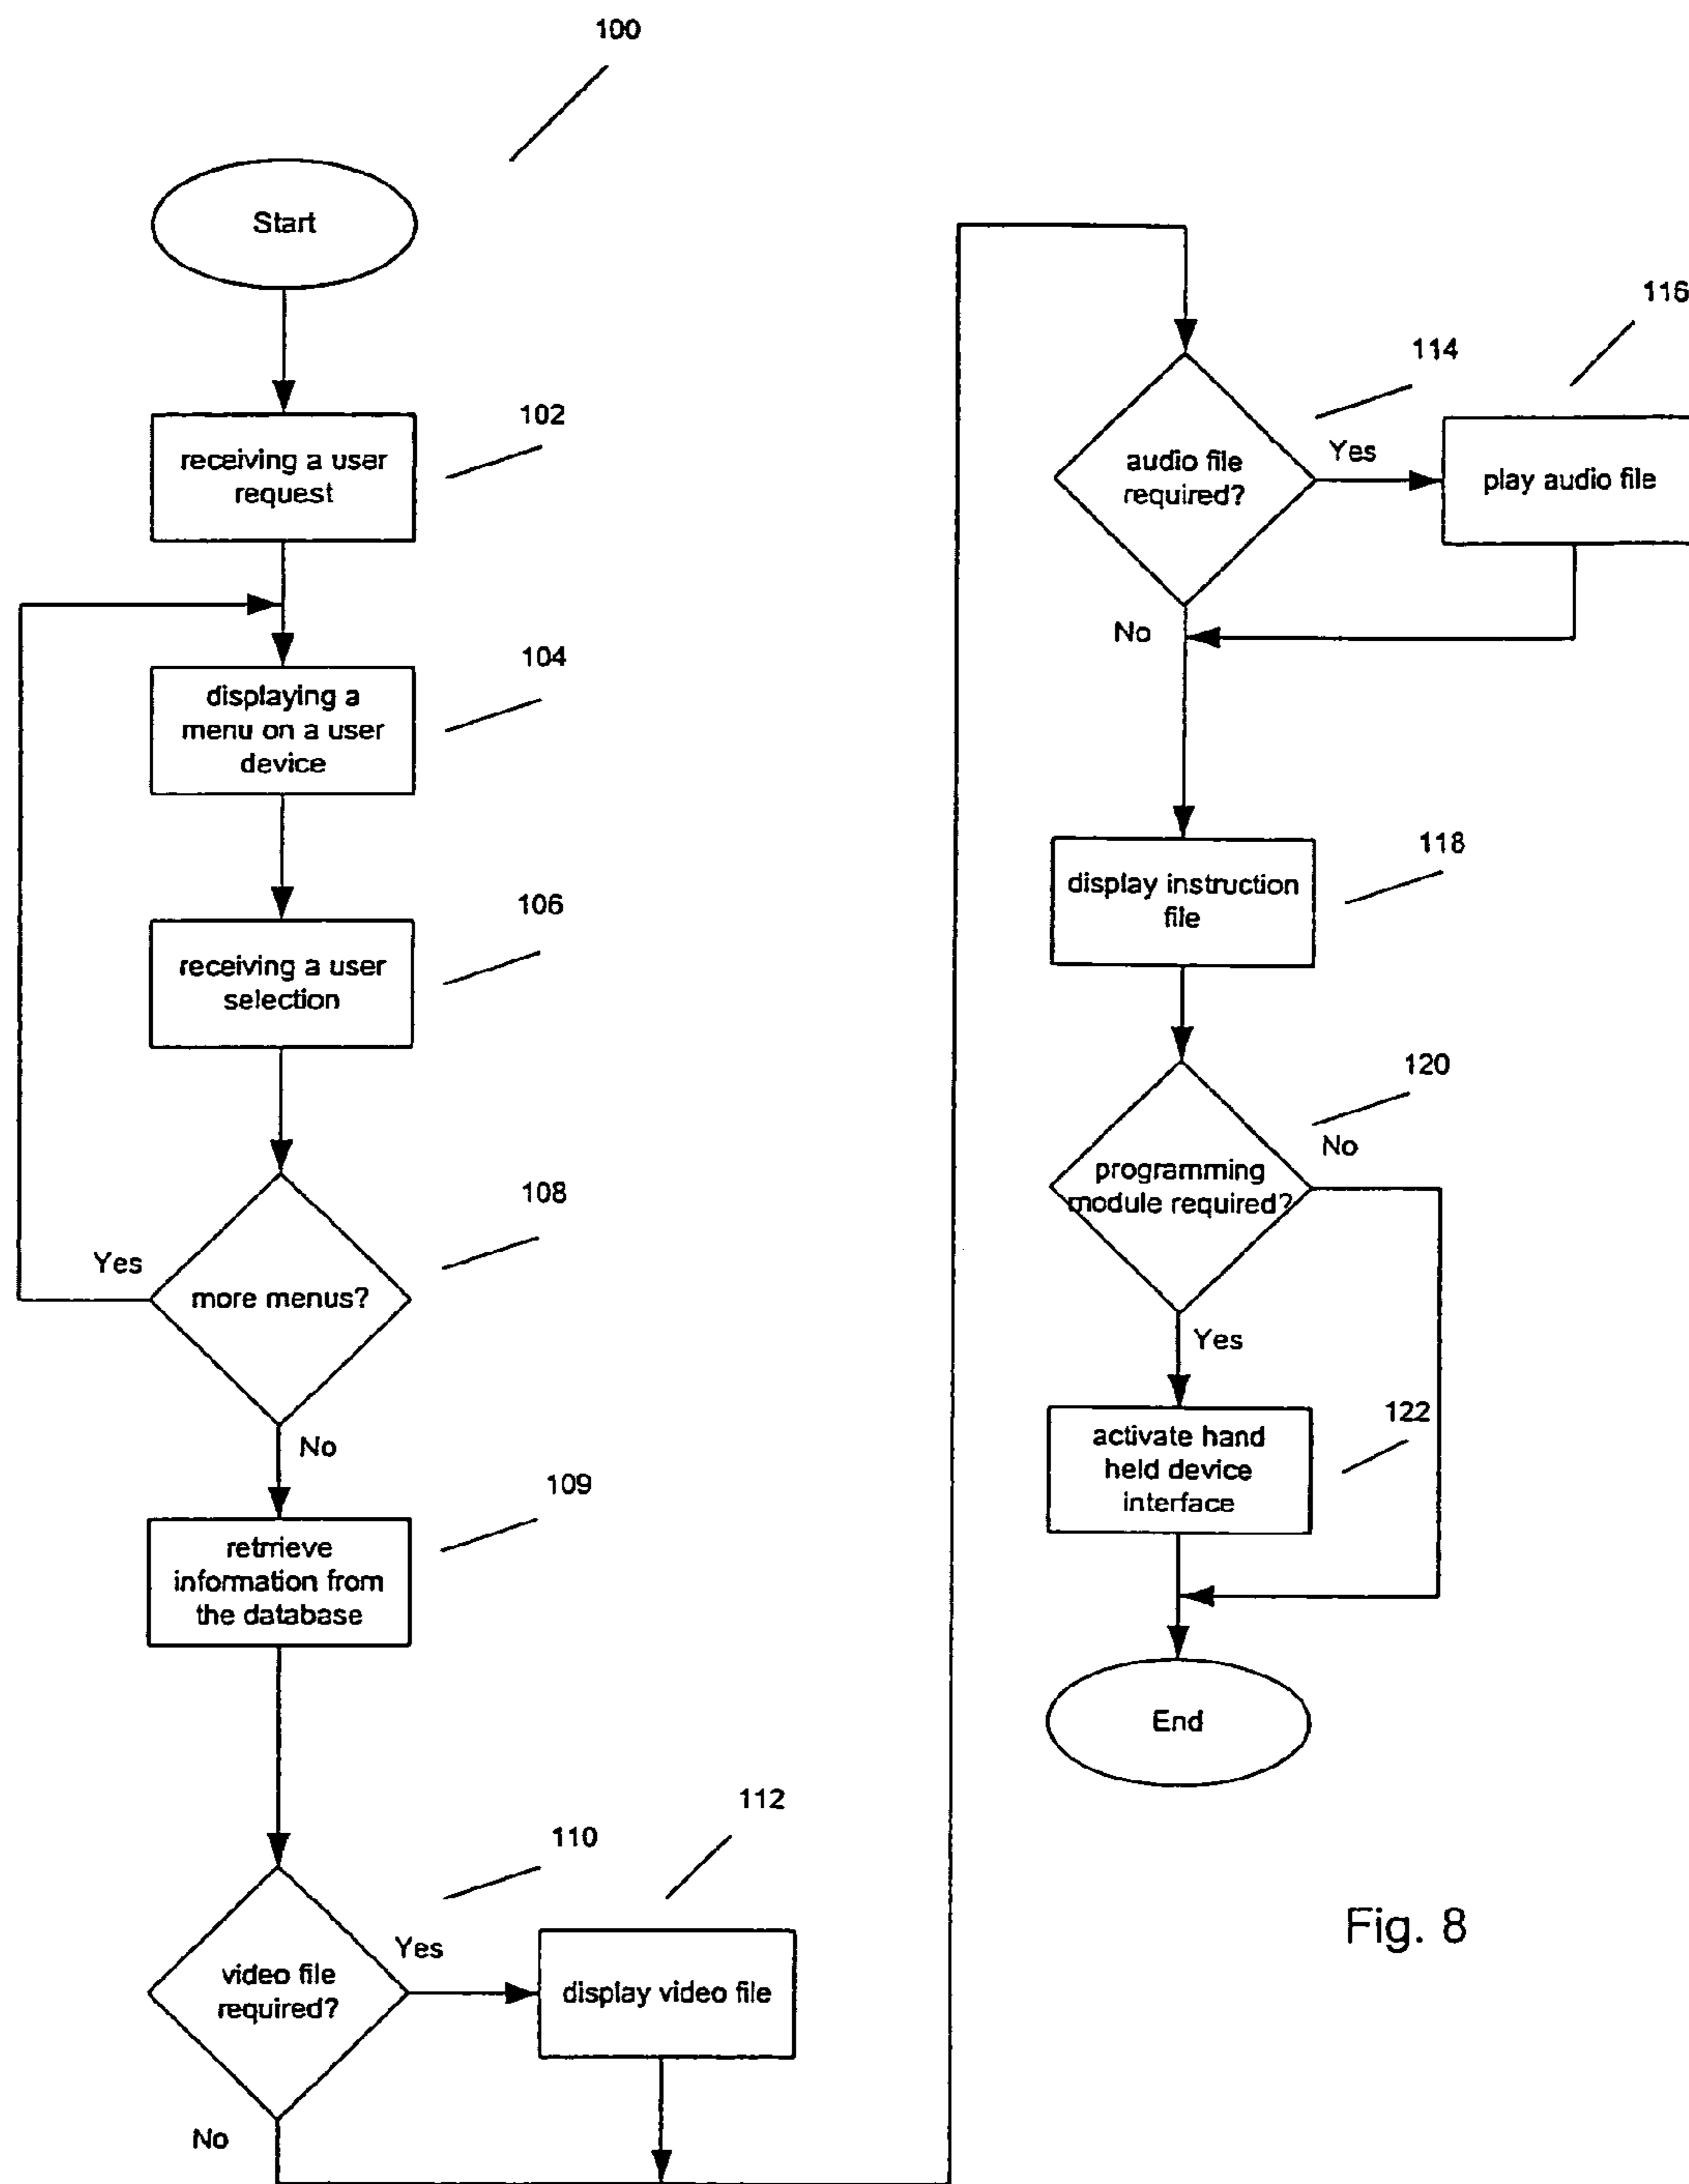 100
Start
102
receiving a user
request
104
displaying a
menu on a user
device
106
receiving a user
selection
108
Yes
more menus?
No
109
retrrieve
information from
the database
110
112
Yes
video file
required?
display video file
No
114
116
audio file
required?
Yes
play audio file
No
118
display instruction
file
120
No
programming
module required?
Yes
122
activate hand
held device
interface
End
Fig. 8